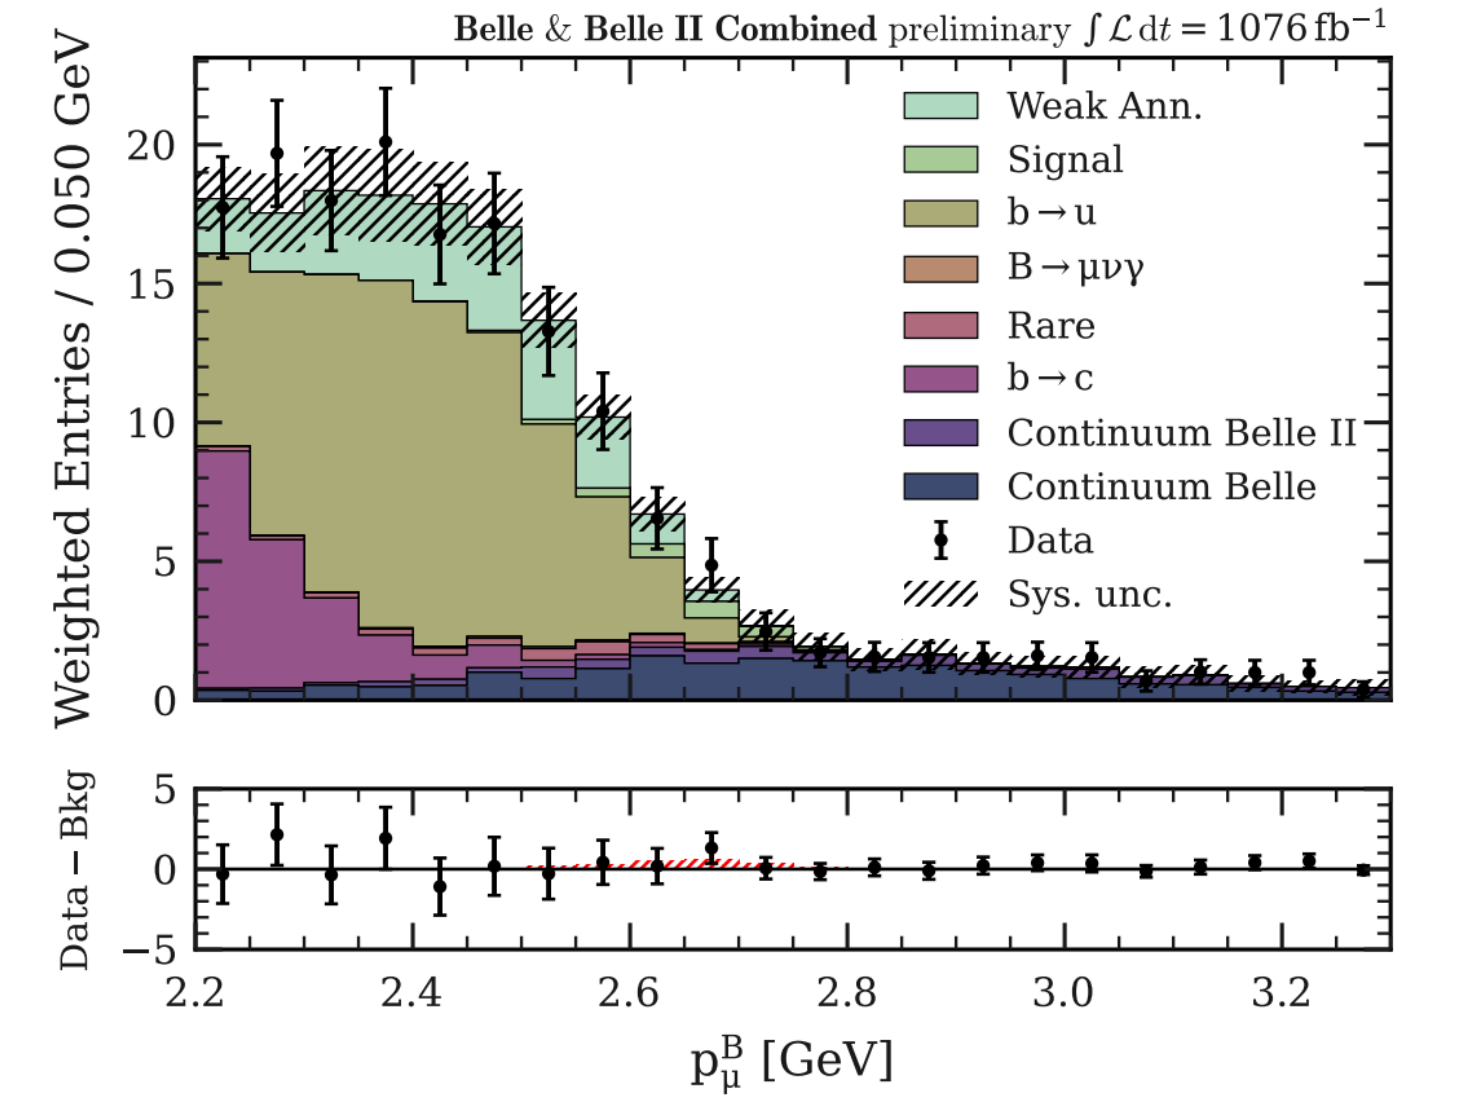 Belle & Belle II Combined preliminary ∫ ℒ dt = 1076 fb⁻¹
Weighted Entries / 0.050 GeV
20
15
10
5
0
Weak Ann.
Signal
b→u
B→μνγ
Rare
b→c
Continuum Belle II
Continuum Belle
Data
Sys. unc.
Data − Bkg
5
0
−5
2.2 2.4 2.6 2.8 3.0 3.2
p_μ^B [GeV]